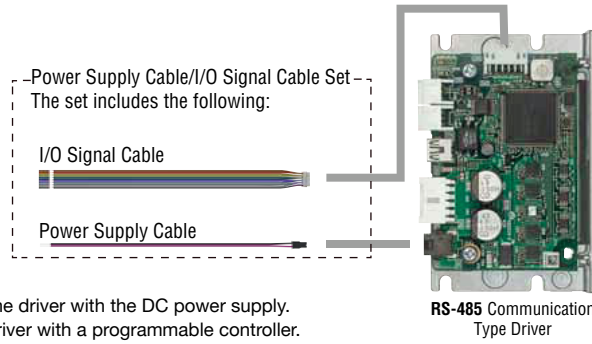 Power Supply Cable/I/O Signal Cable Set
The set includes the following:
I/O Signal Cable
Power Supply Cable
ne driver with the DC power supply.
river with a programmable controller.
RS-485 Communication
Type Driver